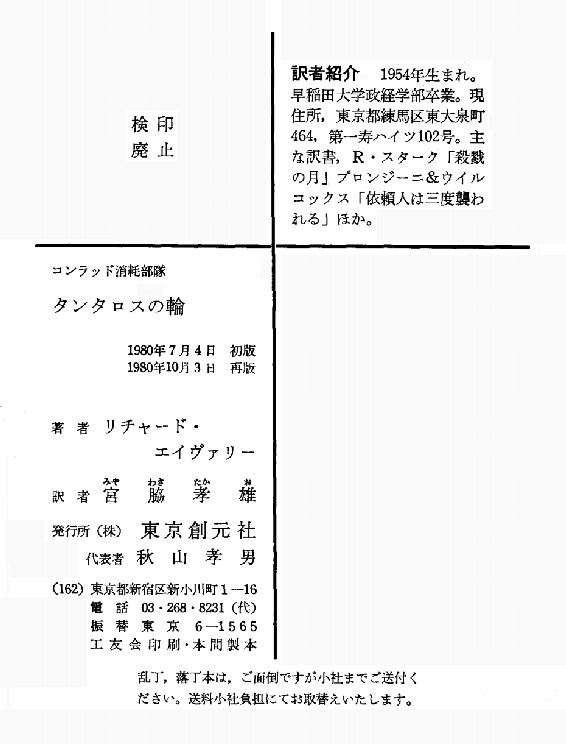 検印
廃止
訳者紹介　1954年生まれ。
早稲田大学政経学部卒業。現
住所，東京都練馬区東大泉町
464，第一寿ハイツ102号。主
な訳書，R・スターク「殺戮
の月」プロンジーニ&ウイル
コックス「依頼人は三度襲わ
れる」ほか。
コンラッド消耗部隊
タンタロスの輪
1980年7月4日　初版
1980年10月3日　再版
著者　リチャード・
エイヴァリー
みや わき たか お
訳者　宮脇孝雄
発行所（株）　東京創元社
代表者　秋山孝男
（162）東京都新宿区新小川町1—16
電話　03・268・8231（代）
振替東京　6—1565
工友会印刷・本間製本
乱丁，落丁本は，ご面倒ですが小社までご送付く
ださい。送料小社負担にてお取替えいたします。